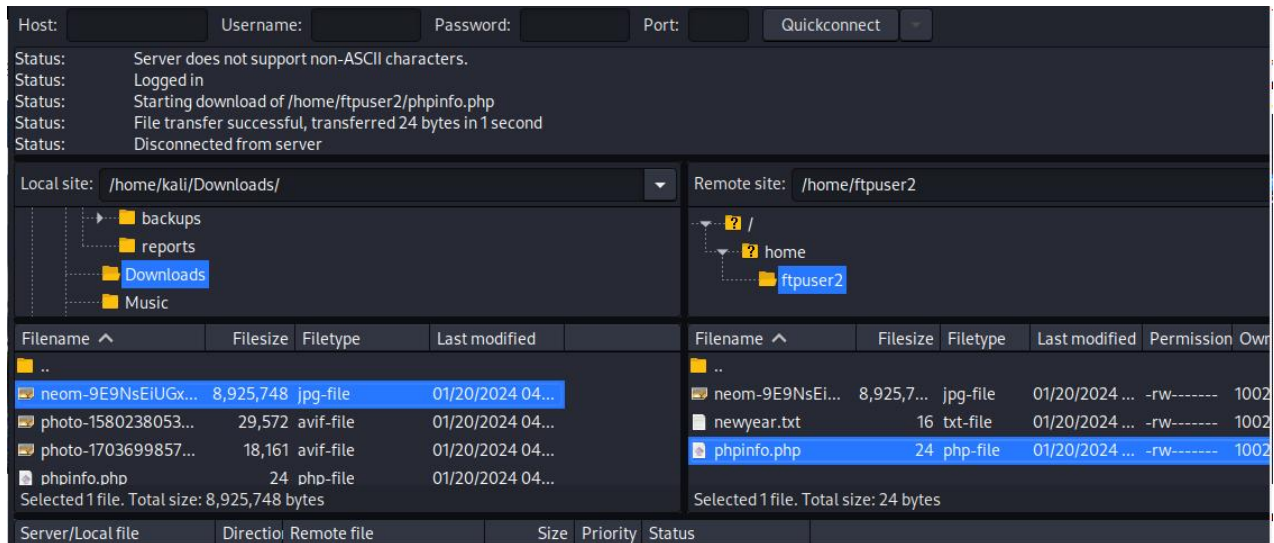 Host: Username: Password: Port: Quickconnect
Status: Server does not support non-ASCII characters.
Status: Logged in
Status: Starting download of /home/ftpuser2/phpinfo.php
Status: File transfer successful, transferred 24 bytes in 1 second
Status: Disconnected from server
Local site: /home/kali/Downloads/
backups
reports
Downloads
Music
Remote site: /home/ftpuser2
/
home
ftpuser2
Filename Filesize Filetype Last modified
..
neom-9E9NsEiUGx... 8,925,748 jpg-file 01/20/2024 04...
photo-1580238053... 29,572 avif-file 01/20/2024 04...
photo-1703699857... 18,161 avif-file 01/20/2024 04...
phpinfo.php 24 php-file 01/20/2024 04...
Selected 1 file. Total size: 8,925,748 bytes
Filename Filesize Filetype Last modified Permission Own
..
neom-9E9NsEi... 8,925,7... jpg-file 01/20/2024 ... -rw------- 1002
newyear.txt 16 txt-file 01/20/2024 ... -rw------- 1002
phpinfo.php 24 php-file 01/20/2024 ... -rw------- 1002
Selected 1 file. Total size: 24 bytes
Server/Local file Directio Remote file Size Priority Status